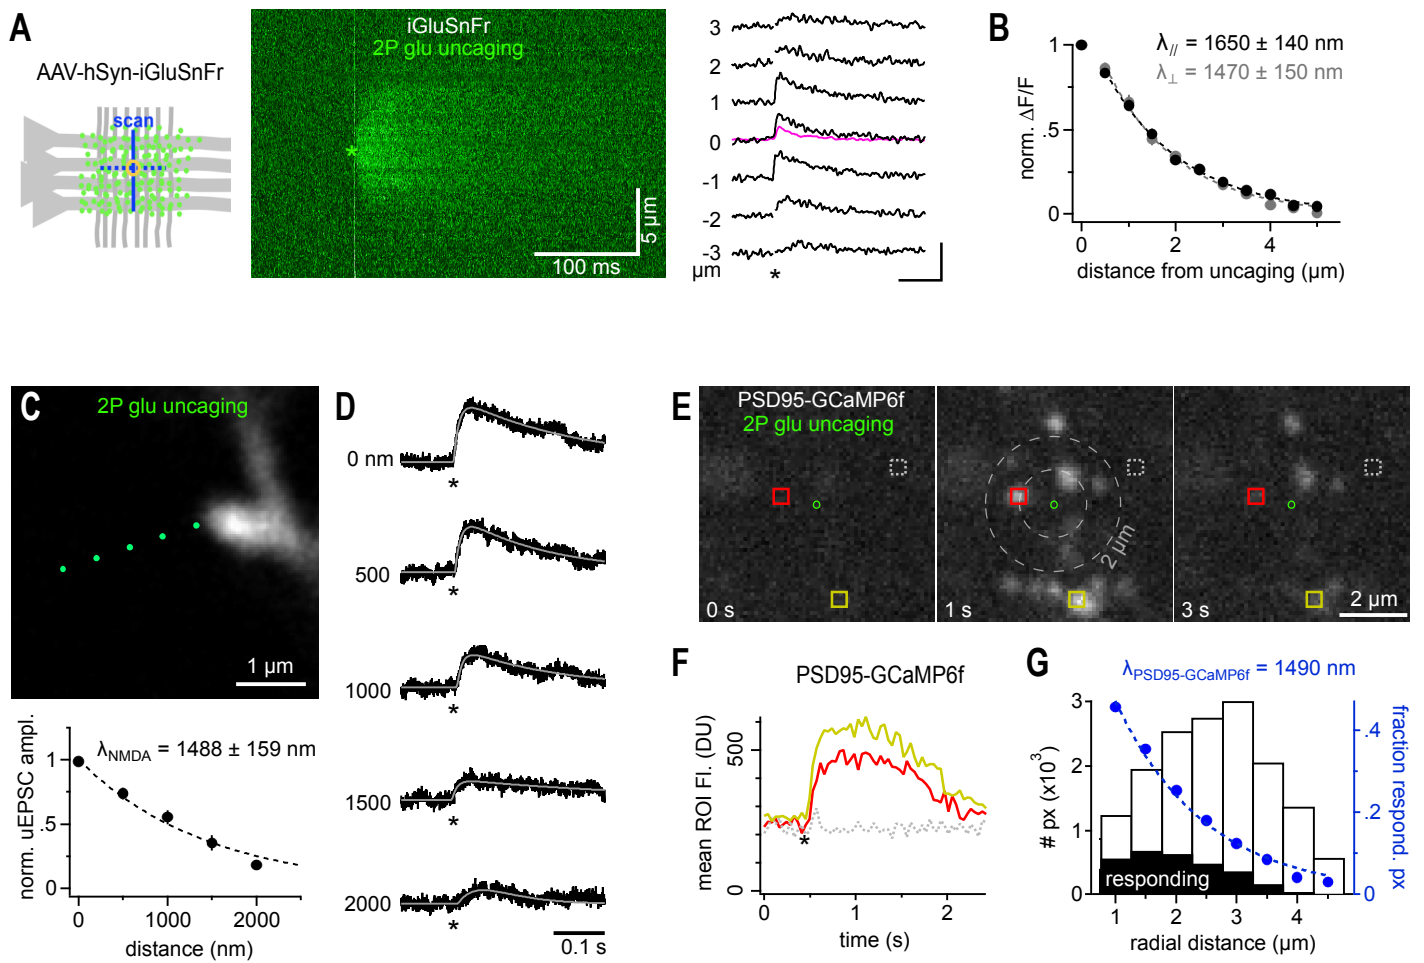 A
AAV-hSyn-iGluSnFr
scan
iGluSnFr
2P glu uncaging
*
5 µm
100 ms
3
2
1
0
-1
-2
-3
µm
*
B
λ// = 1650 ± 140 nm
λ⊥ = 1470 ± 150 nm
norm. ΔF/F
1
.5
0
0 2 4
distance from uncaging (µm)
C
2P glu uncaging
1 µm
λNMDA = 1488 ± 159 nm
norm. uEPSC ampl.
1
.5
0
0 1000 2000
distance (nm)
D
0 nm
*
500
*
1000
*
1500
*
2000
*
0.1 s
E
PSD95-GCaMP6f
2P glu uncaging
0 s
2 µm
1 s
3 s
2 µm
F
PSD95-GCaMP6f
mean ROI Fl. (DU)
500
0
*
0 1 2
time (s)
G
λPSD95-GCaMP6f = 1490 nm
# px (x10³)
3
2
1
0
responding
1 2 3 4
radial distance (µm)
.4
.2
0
fraction respond. px